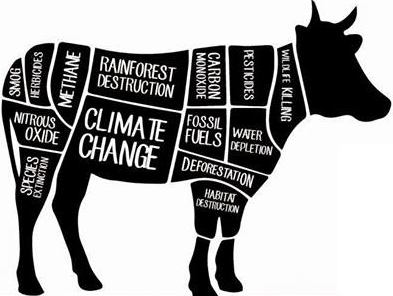 SMOG
HERBICIDES
METHANE
RAINFOREST
DESTRUCTION
CARBON
MONOXIDE
PESTICIDES
WILDLIFE KILLING
NITROUS
OXIDE
CLIMATE
CHANGE
FOSSIL
FUELS
WATER
DEPLETION
SPECIES
EXTINCTION
DEFORESTATION
HABITAT
DESTRUCTION